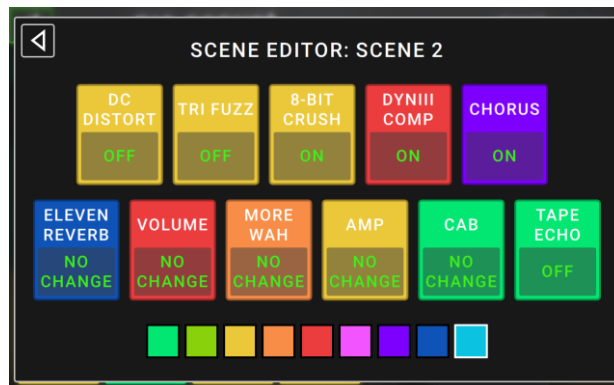 SCENE EDITOR: SCENE 2
DC
DISTORT
OFF
TRI FUZZ
OFF
8-BIT
CRUSH
ON
DYNIII
COMP
ON
CHORUS
ON
ELEVEN
REVERB
NO
CHANGE
VOLUME
NO
CHANGE
MORE
WAH
NO
CHANGE
AMP
NO
CHANGE
CAB
NO
CHANGE
TAPE
ECHO
OFF